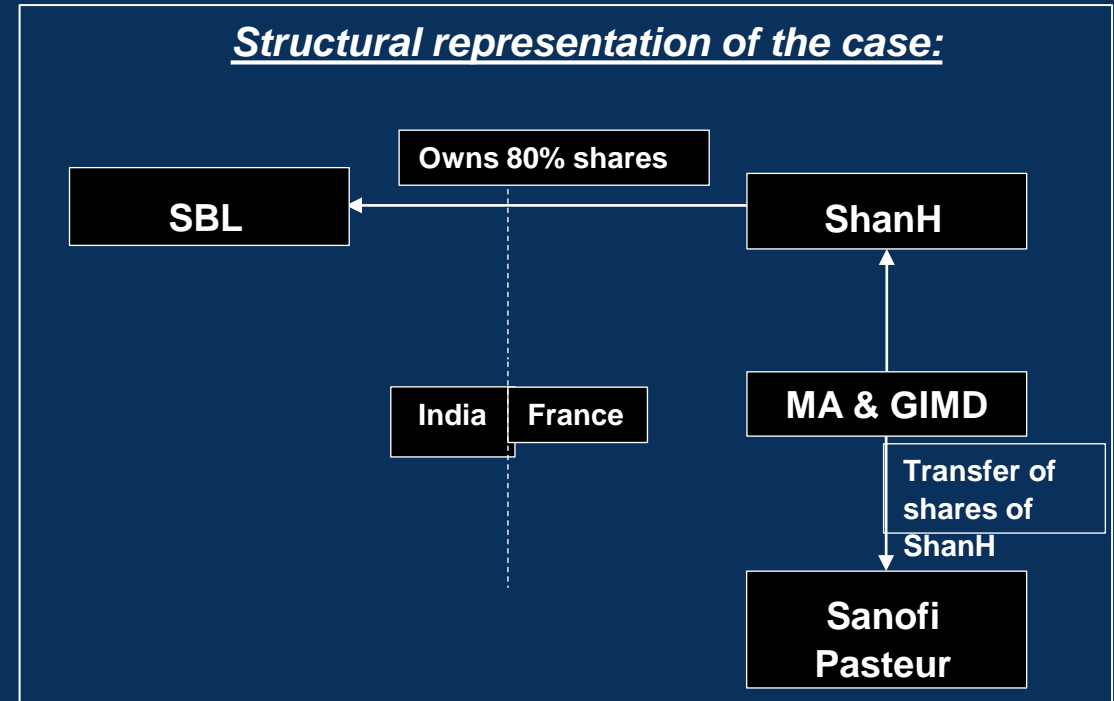 Structural representation of the case:
Owns 80% shares
SBL
ShanH
India
France
MA & GIMD
Transfer of
shares of
ShanH
Sanofi
Pasteur